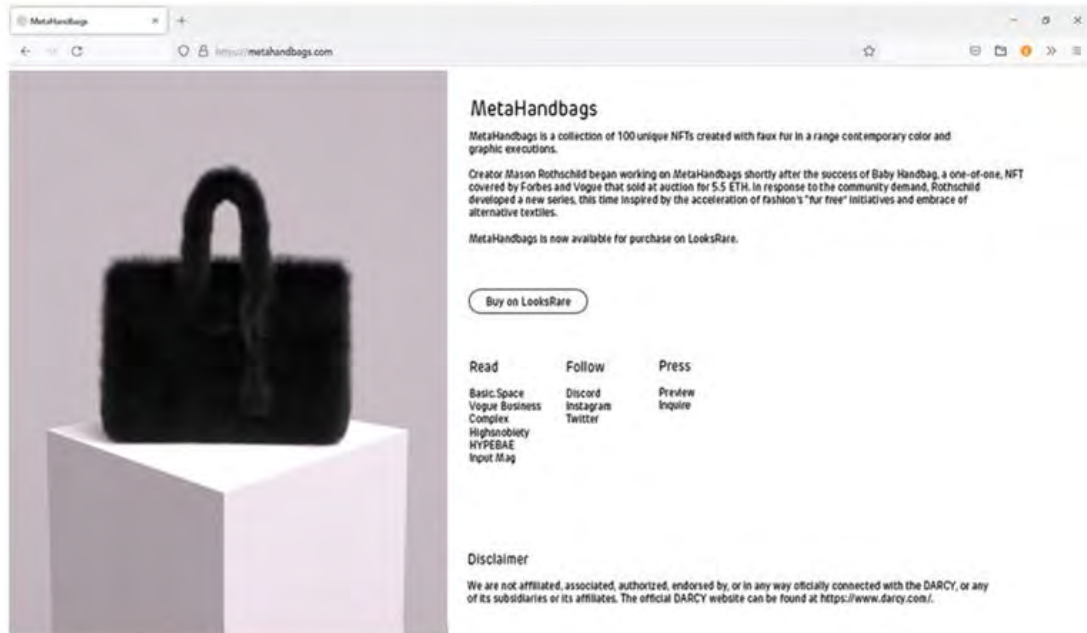 MetaHandbags
https://metahandbags.com
MetaHandbags
MetaHandbags is a collection of 100 unique NFTs created with faux fur in a range contemporary color and
graphic executions.
Creator Mason Rothschild began working on MetaHandbags shortly after the success of Baby Handbag, a one-of-one, NFT
covered by Forbes and Vogue that sold at auction for 5.5 ETH. In response to the community demand, Rothschild
developed a new series, this time inspired by the acceleration of fashion's "fur free" initiatives and embrace of
alternative textiles.
MetaHandbags is now available for purchase on LooksRare.
Buy on LooksRare
Read
Basic.Space
Vogue Business
Complex
Highsnobiety
HYPEBAE
Input Mag
Follow
Discord
Instagram
Twitter
Press
Preview
Inquire
Disclaimer
We are not affiliated, associated, authorized, endorsed by, or in any way oficially connected with the DARCY, or any
of its subsidiaries or its affiliates. The official DARCY website can be found at https://www.darcy.com/.